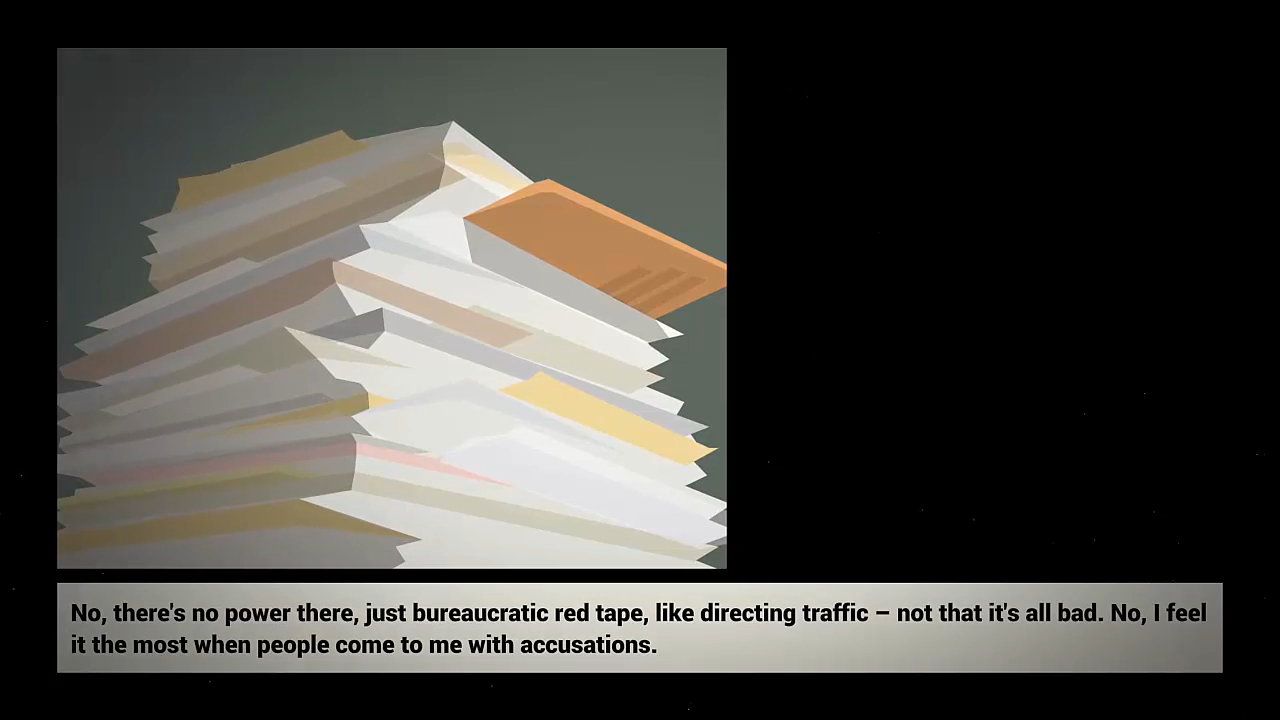 No, there's no power there, just bureaucratic red tape, like directing traffic – not that it's all bad. No, I feel
it the most when people come to me with accusations.